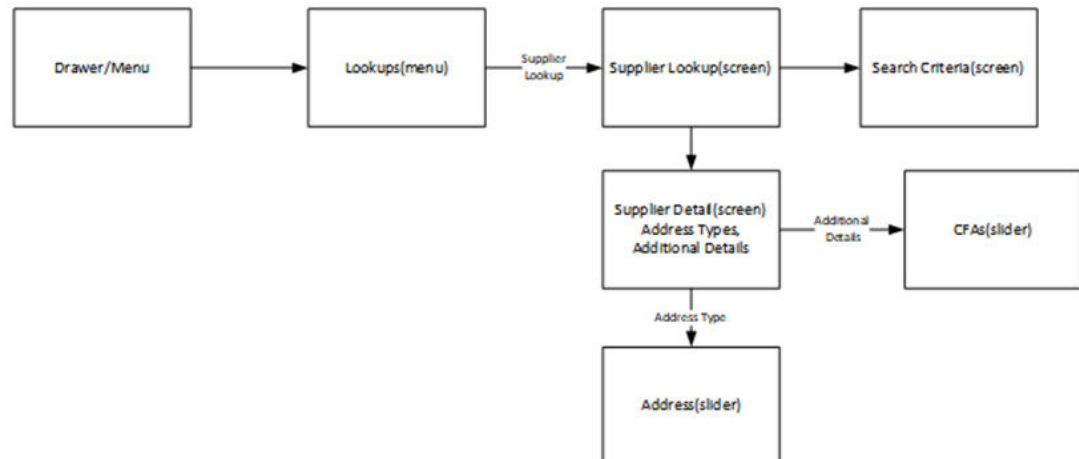 Drawer/Menu
Lookups(menu)
Supplier
Lookup
Supplier Lookup(screen)
Search Criteria(screen)
Supplier Detail(screen)
Address Types,
Additional Details
Additional
Details
CFAs(slider)
Address Type
Address(slider)